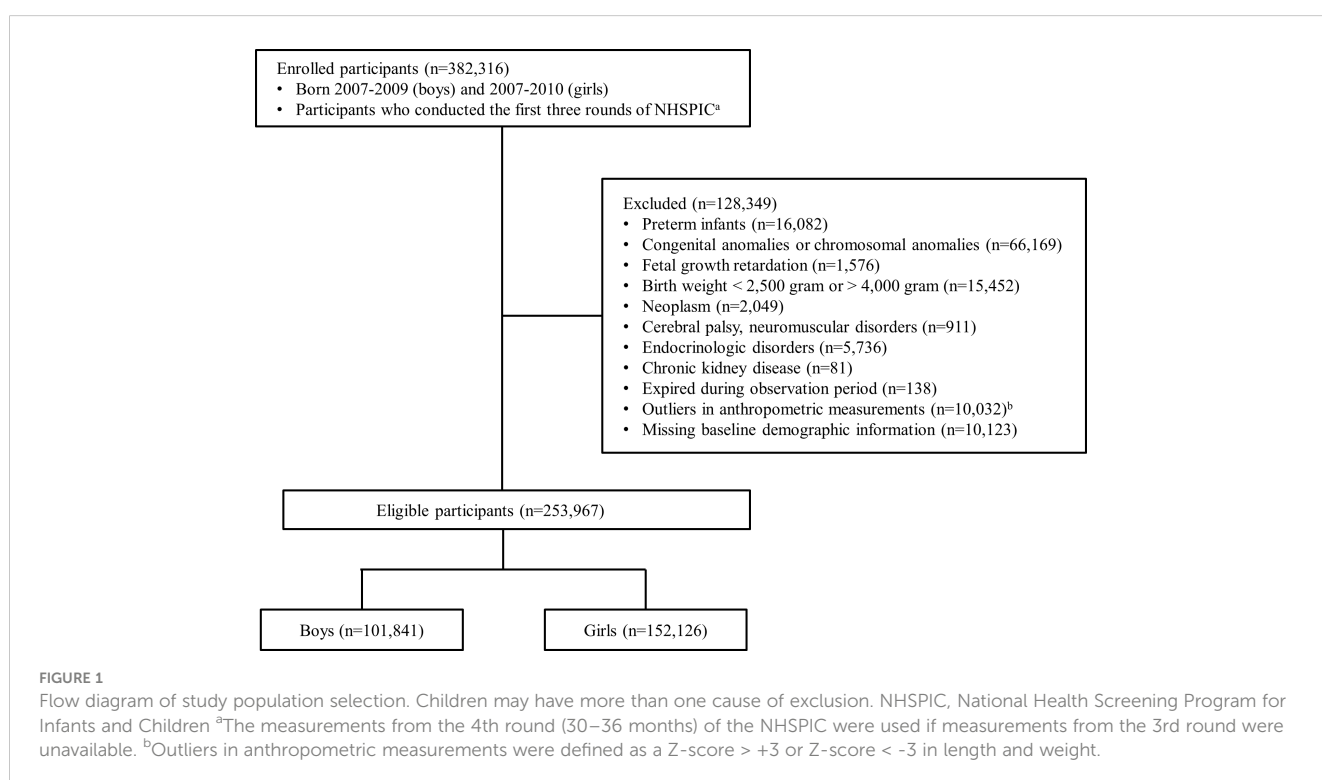 Enrolled participants (n=382,316)
• Born 2007-2009 (boys) and 2007-2010 (girls)
• Participants who conducted the first three rounds of NHSPICᵃ
Excluded (n=128,349)
• Preterm infants (n=16,082)
• Congenital anomalies or chromosomal anomalies (n=66,169)
• Fetal growth retardation (n=1,576)
• Birth weight < 2,500 gram or > 4,000 gram (n=15,452)
• Neoplasm (n=2,049)
• Cerebral palsy, neuromuscular disorders (n=911)
• Endocrinologic disorders (n=5,736)
• Chronic kidney disease (n=81)
• Expired during observation period (n=138)
• Outliers in anthropometric measurements (n=10,032)ᵇ
• Missing baseline demographic information (n=10,123)
Eligible participants (n=253,967)
Boys (n=101,841)
Girls (n=152,126)
FIGURE 1
Flow diagram of study population selection. Children may have more than one cause of exclusion. NHSPIC, National Health Screening Program for
Infants and Children ᵃThe measurements from the 4th round (30–36 months) of the NHSPIC were used if measurements from the 3rd round were
unavailable. ᵇOutliers in anthropometric measurements were defined as a Z-score > +3 or Z-score < -3 in length and weight.